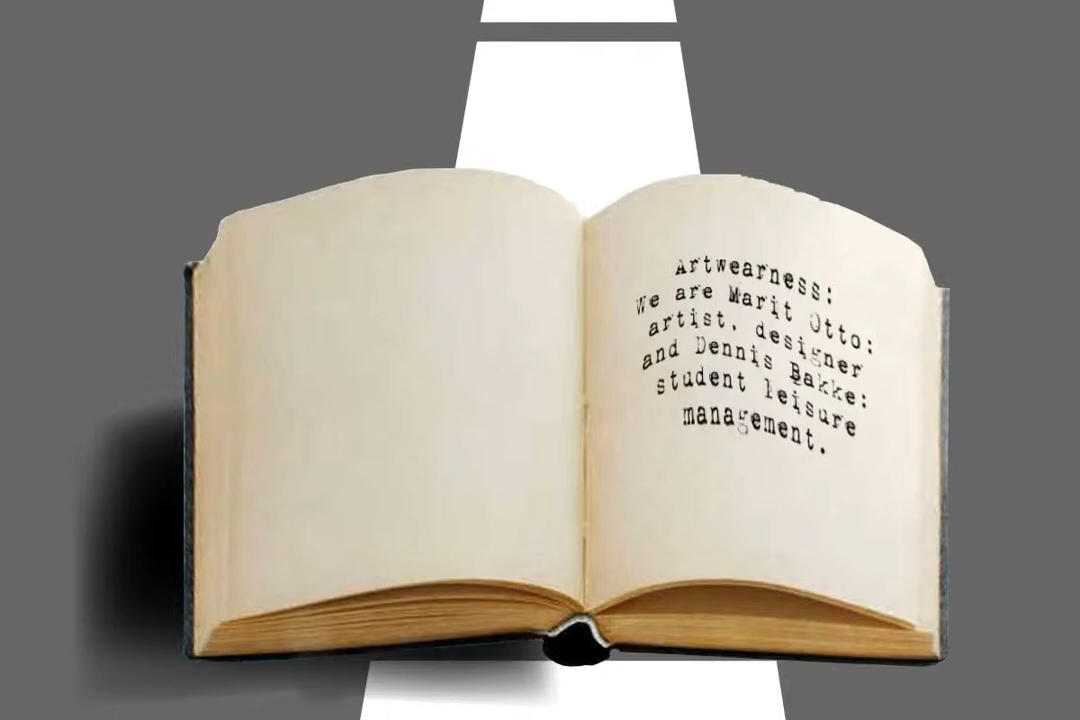 Artwearness:
We are Marit Otto:
artist. designer
and Dennis Bakke:
student leisure
management.